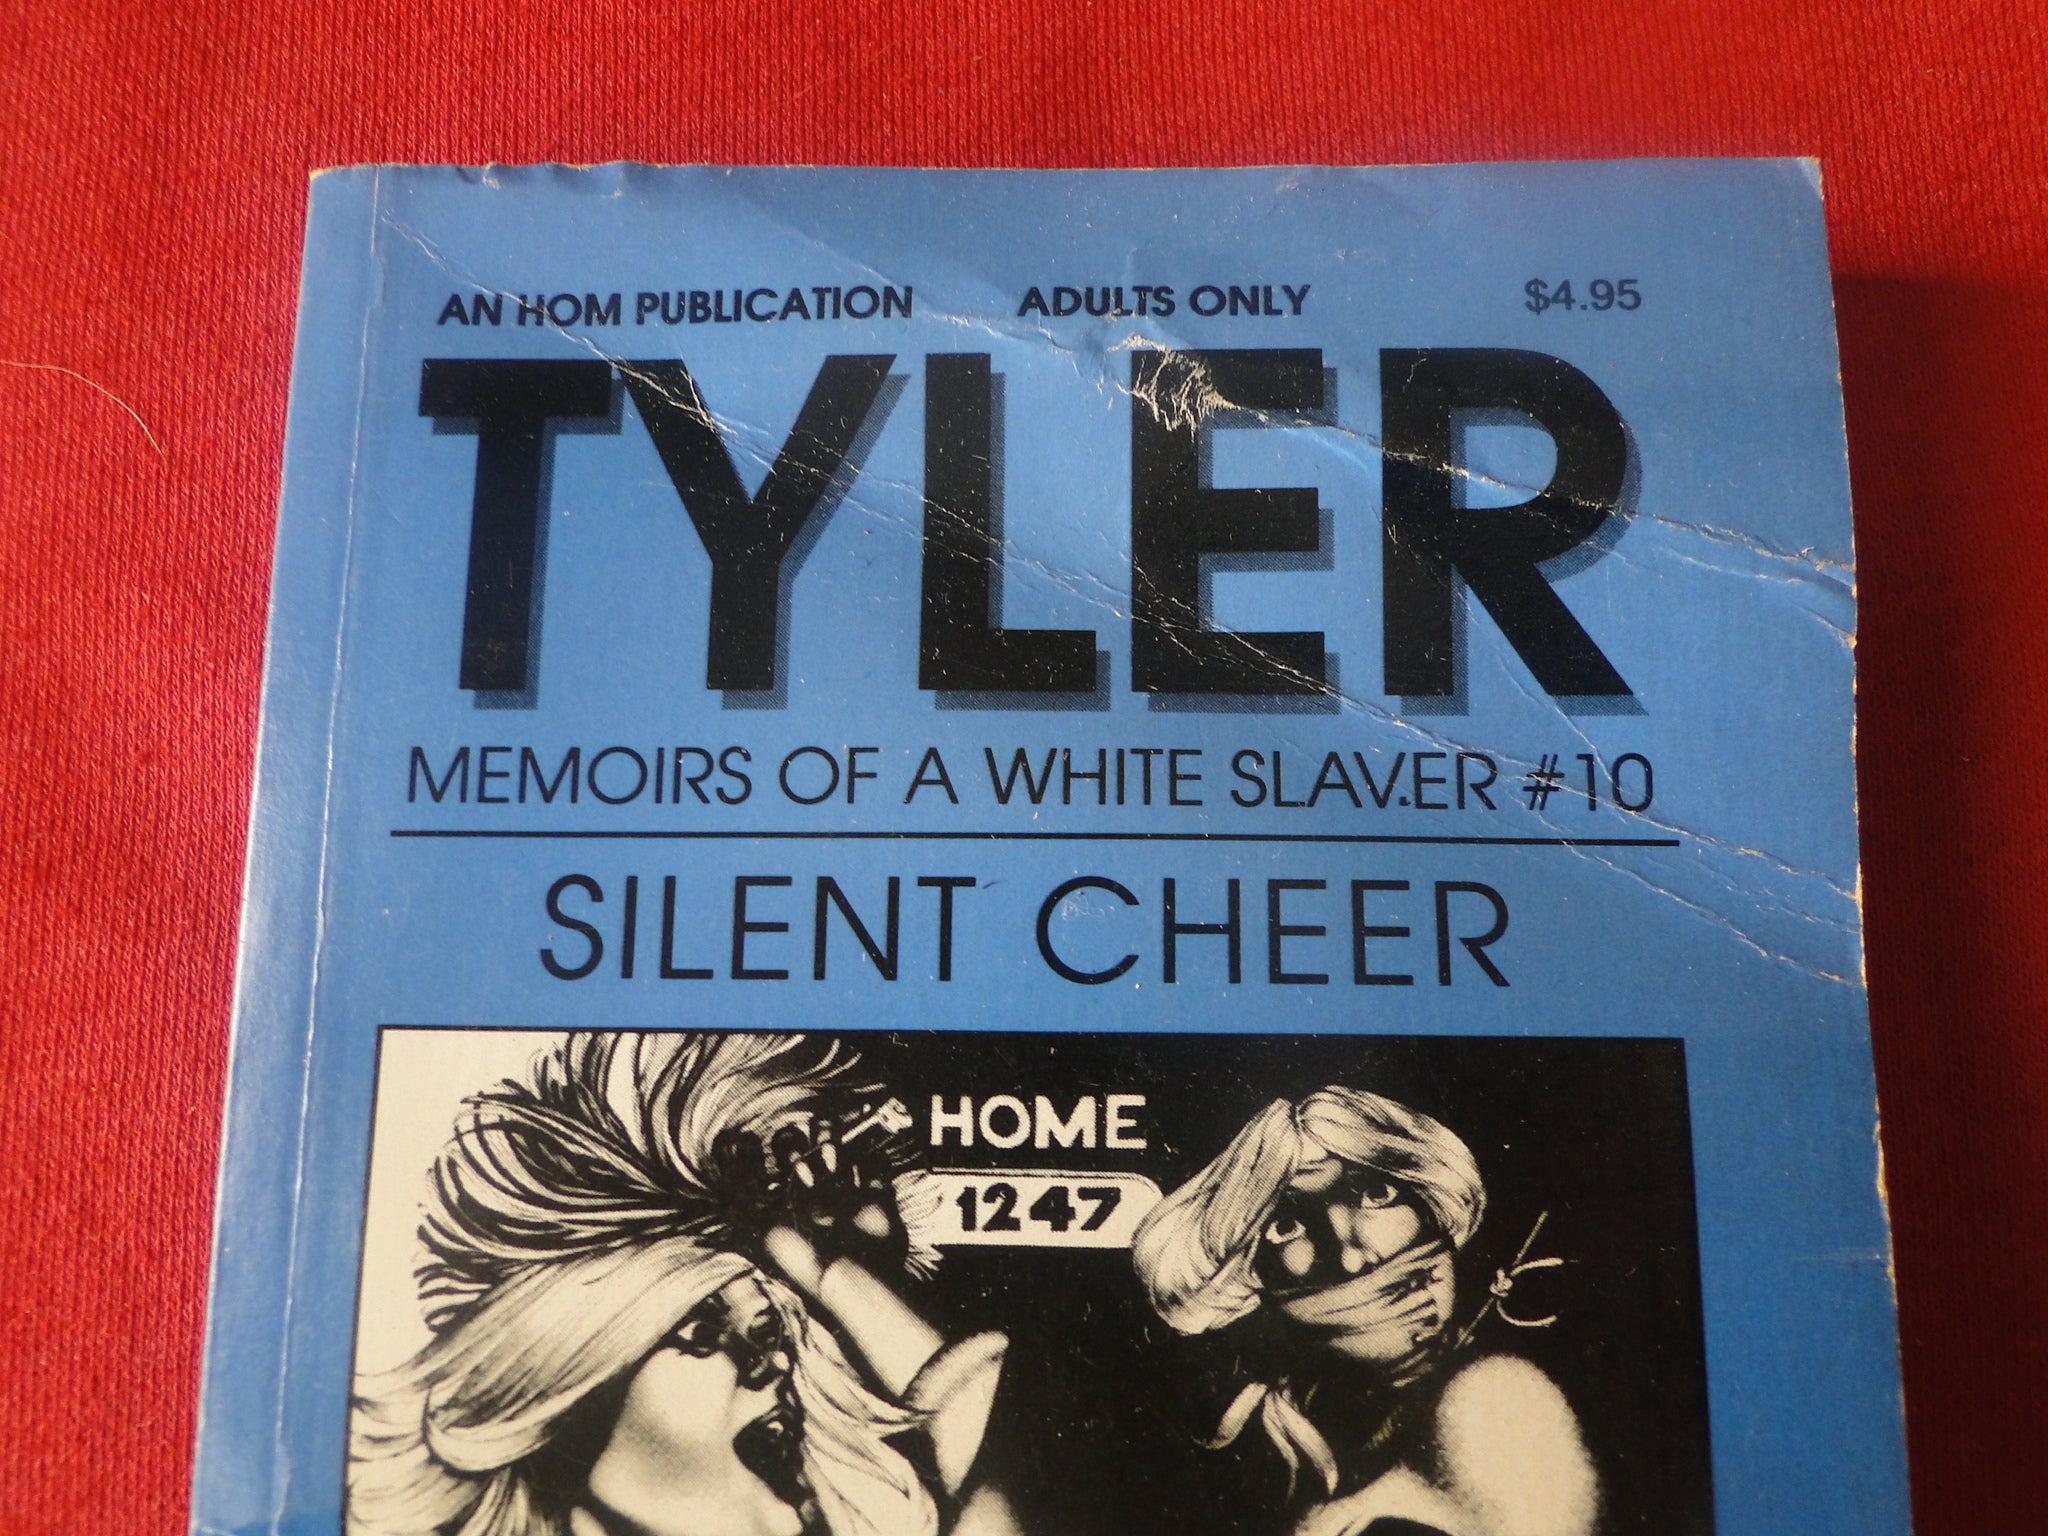 AN HOM PUBLICATION ADULTS ONLY $4.95
TYLER
MEMOIRS OF A WHITE SLAVER #10
SILENT CHEER
HOME
1247